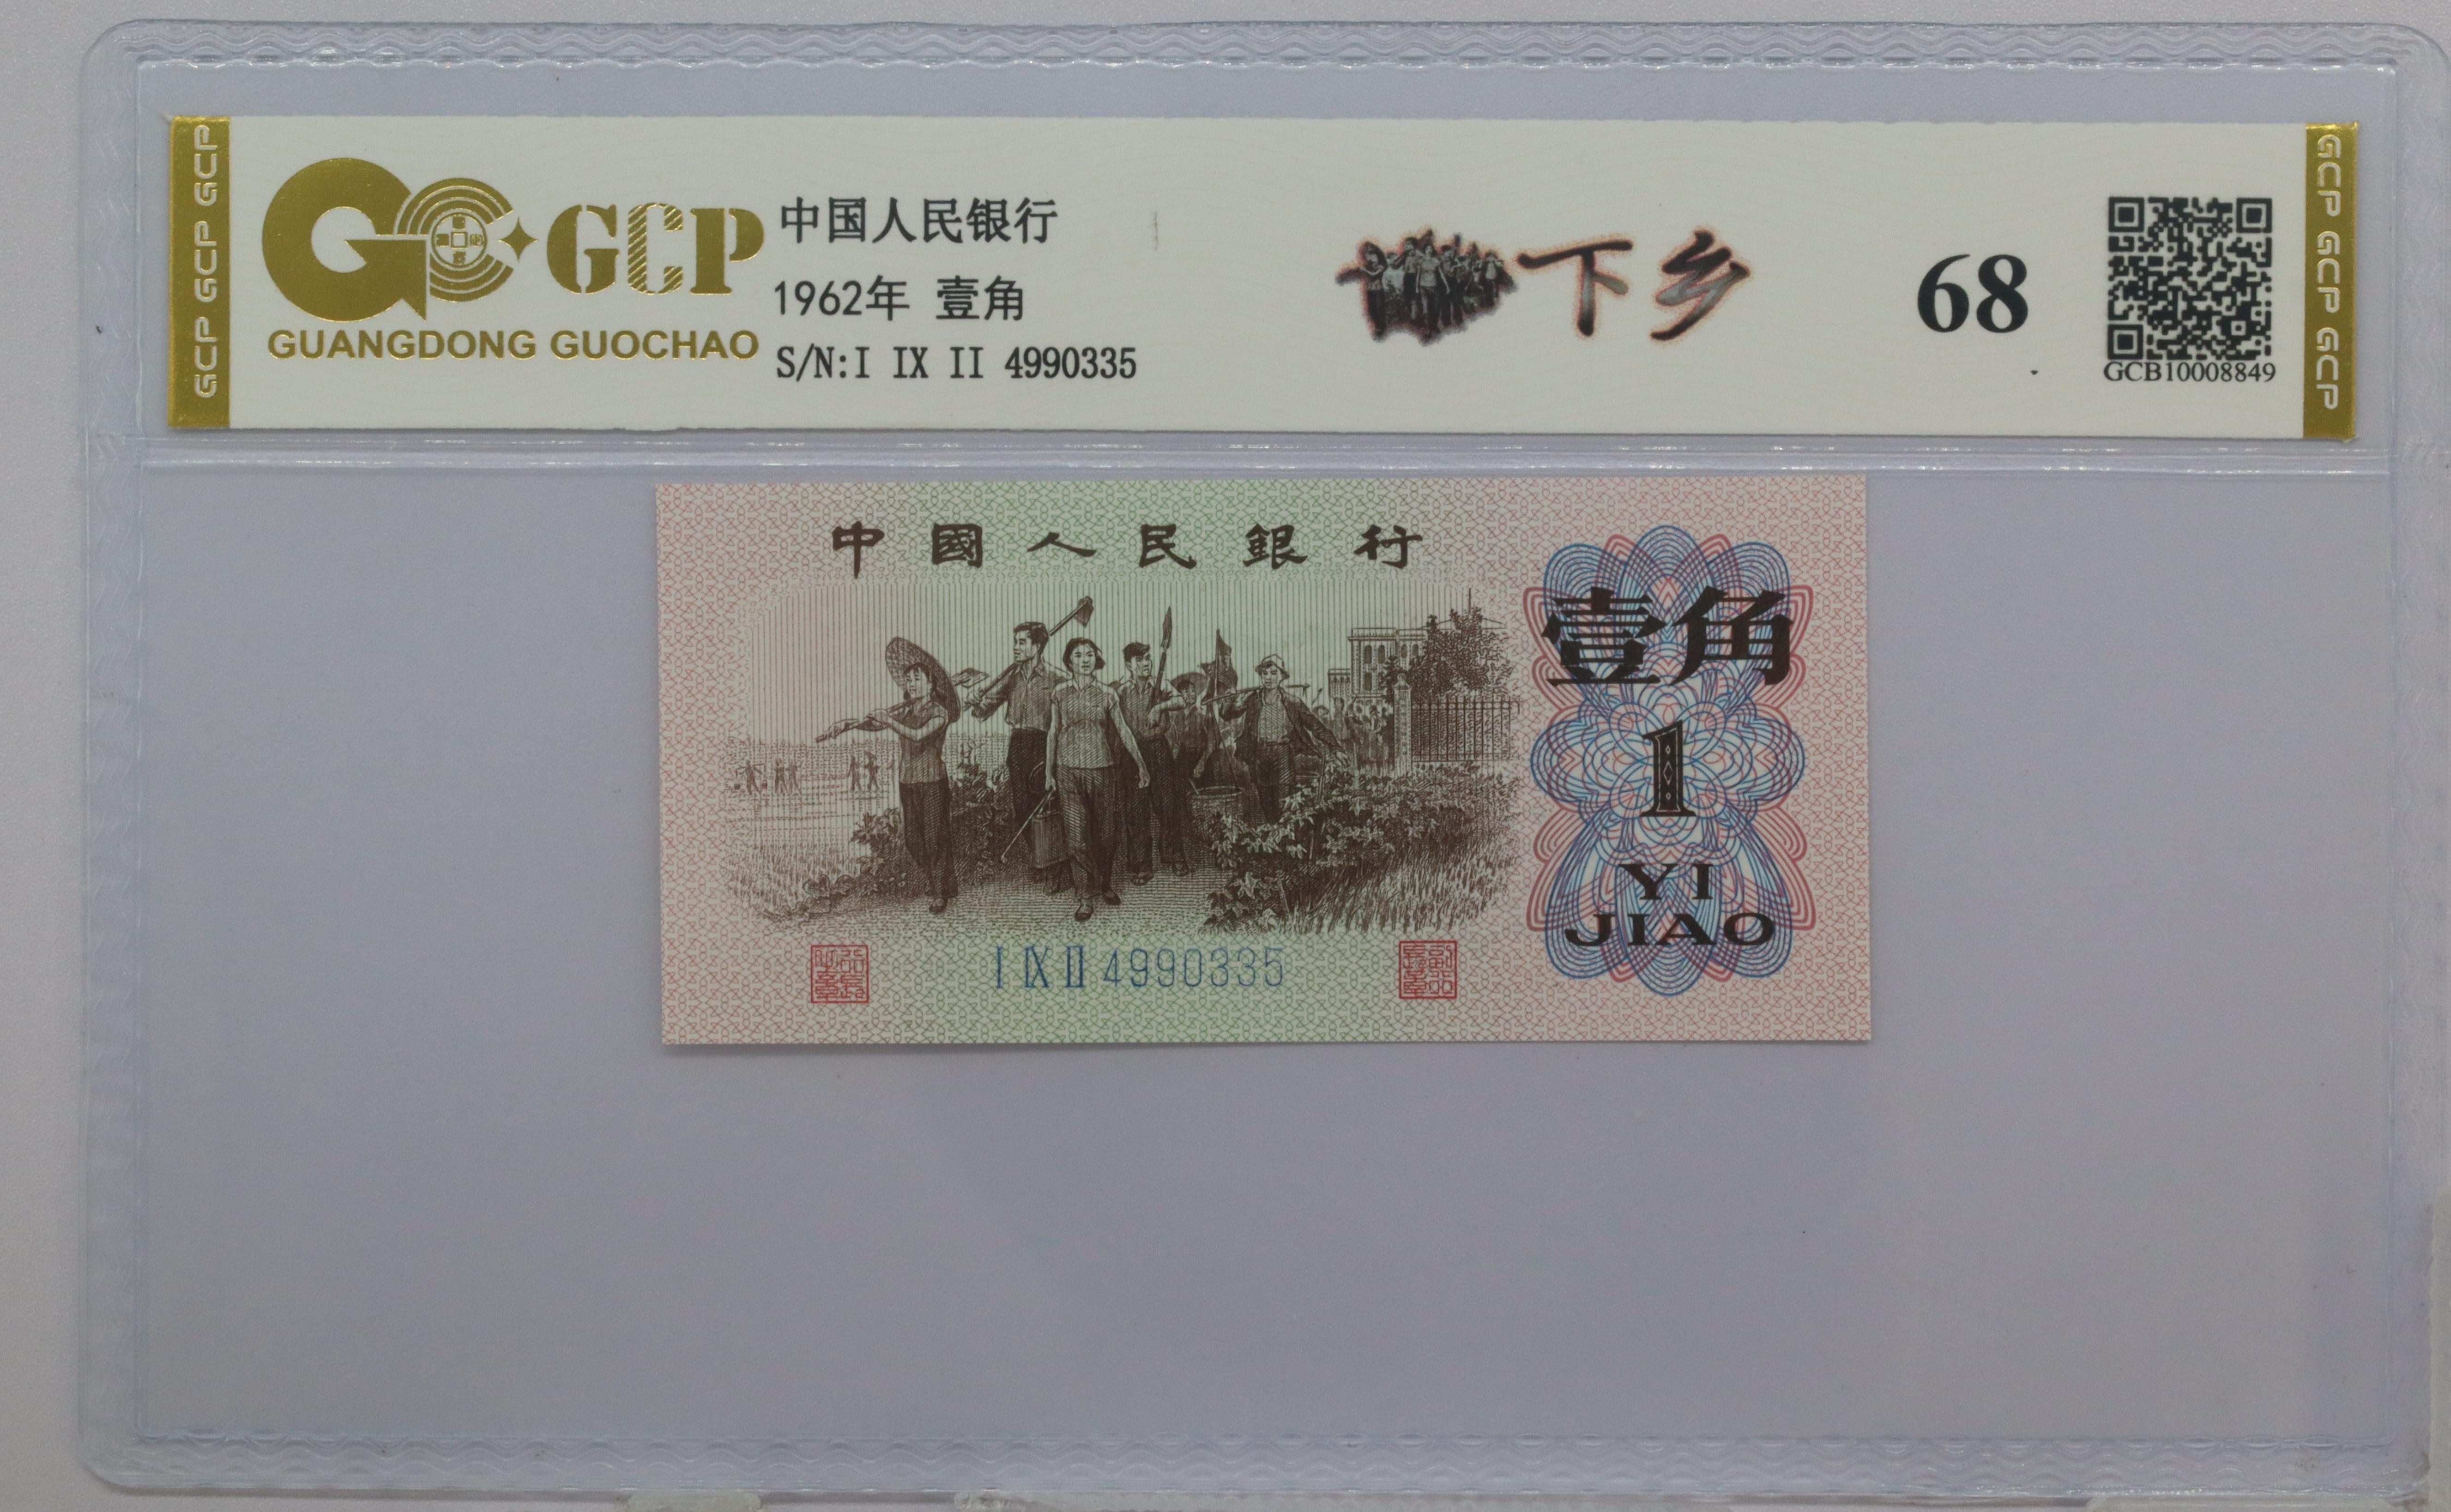 GCP GCP GCP
GCP
GUANGDONG GUOCHAO
中国人民银行
1962年 壹角
S/N:I IX II 4990335
下乡
68
GCB10008849
GCP GCP GCP
中國人民銀行
壹角
1
YI
JIAO
I IX II 4990335